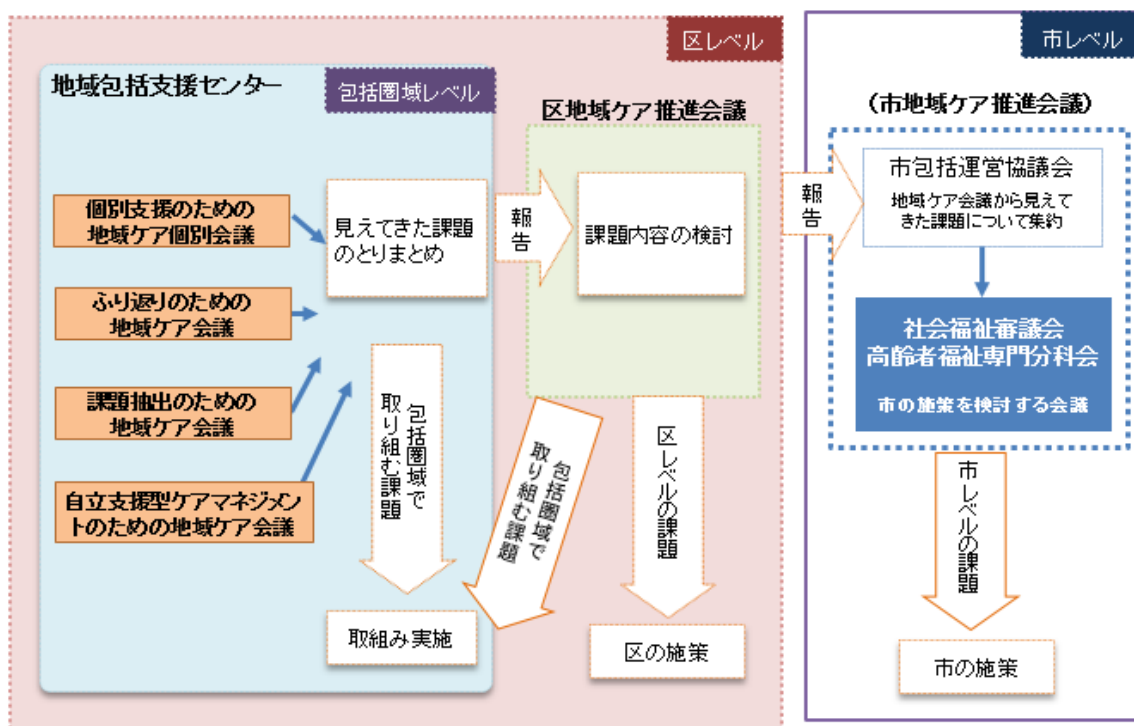 区レベル
市レベル
地域包括支援センター
包括圏域レベル
区地域ケア推進会議
(市地域ケア推進会議)
個別支援のための
地域ケア個別会議
ふり返りのための
地域ケア会議
課題抽出のための
地域ケア会議
自立支援型ケアマネジメン
トのための地域ケア会議
見えてきた課題
のとりまとめ
報告
課題内容の検討
報告
市包括運営協議会
地域ケア会議から見えて
きた課題について集約
社会福祉審議会
高齢者福祉専門分科会
市の施策を検討する会議
包括圏域で
取り組む課題
包括圏域で
取り組む課題
区レベルの課題
市レベルの課題
取組み実施
区の施策
市の施策